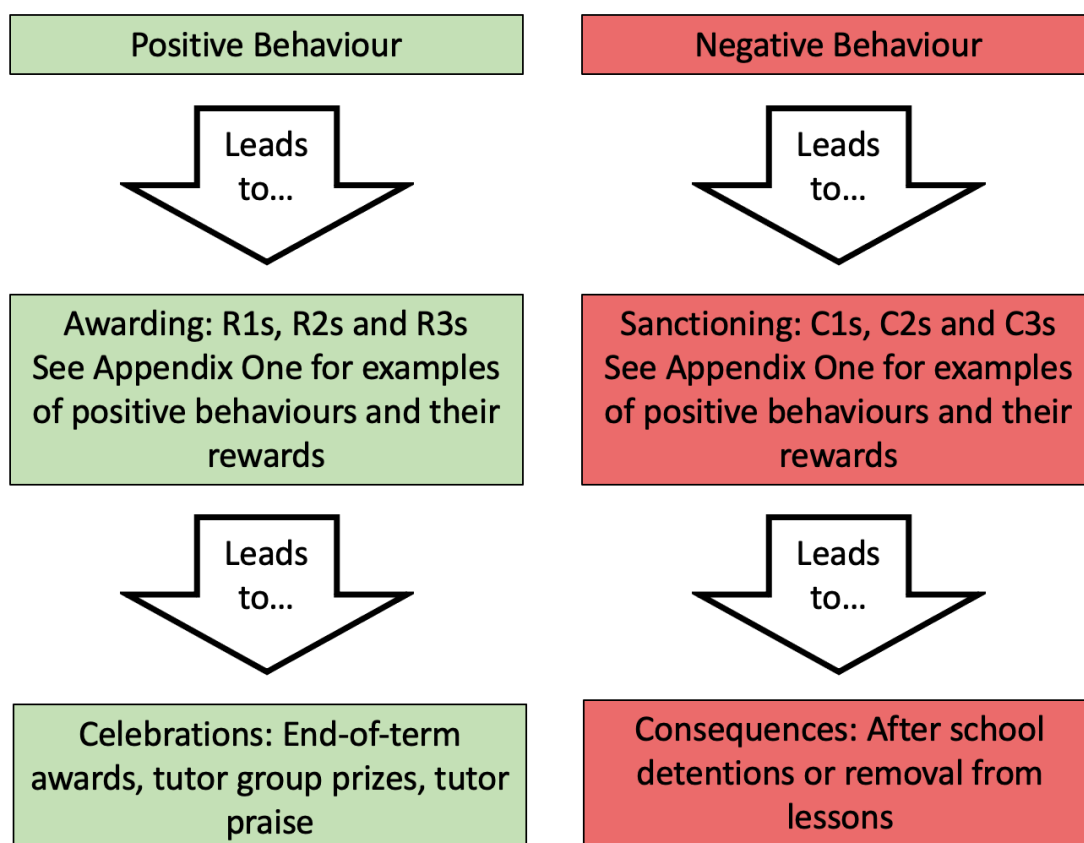 Positive Behaviour
Leads
to...
Awarding: R1s, R2s and R3s
See Appendix One for examples
of positive behaviours and their
rewards
Leads
to...
Celebrations: End-of-term
awards, tutor group prizes, tutor
praise
Negative Behaviour
Leads
to...
Sanctioning: C1s, C2s and C3s
See Appendix One for examples
of positive behaviours and their
rewards
Leads
to...
Consequences: After school
detentions or removal from
lessons